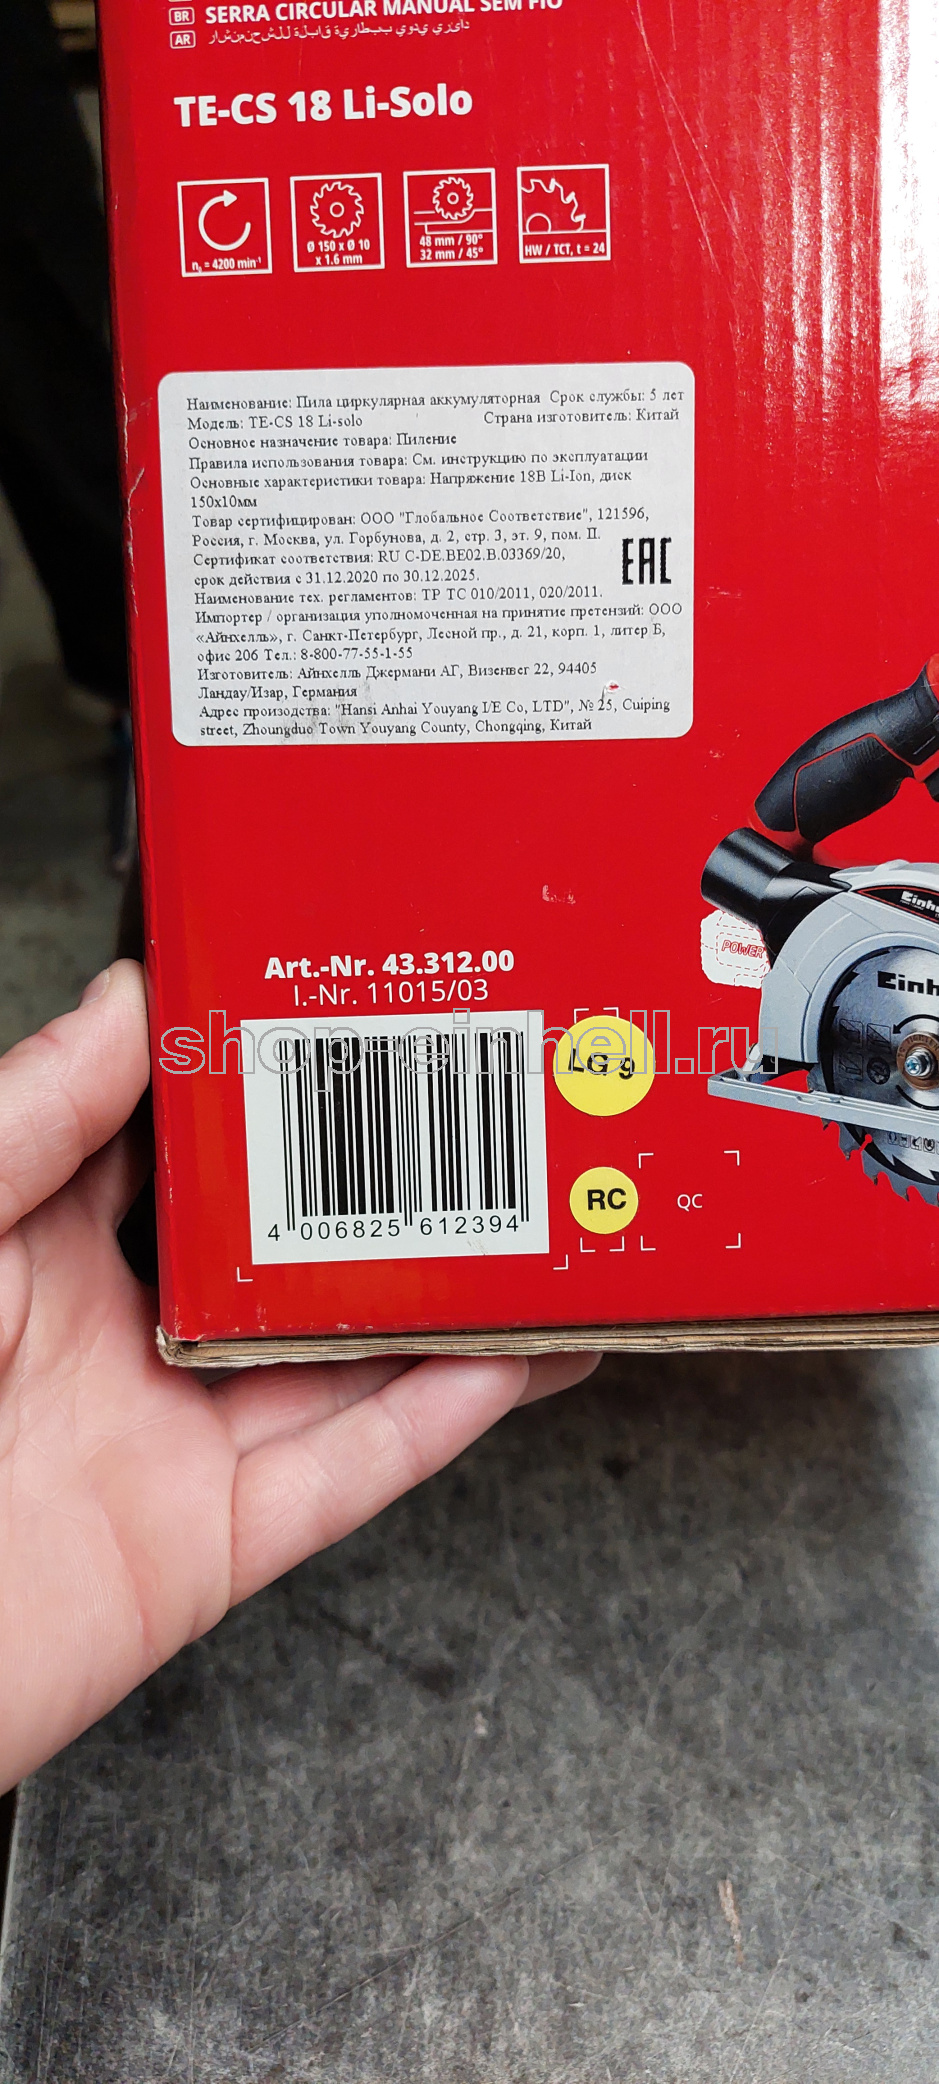 BR SERRA CIRCULAR MANUAL SEM FIO
AR
TE-CS 18 Li-Solo
n₀ = 4200 min⁻¹
Ø 150 x Ø 10
x 1.6 mm
48 mm / 90°
32 mm / 45°
HW / TCT, t = 24
Наименование: Пила циркулярная аккумуляторная Срок службы: 5 лет
Модель: TE-CS 18 Li-solo Страна изготовитель: Китай
Основное назначение товара: Пиление
Правила использования товара: См. инструкцию по эксплуатации
Основные характеристики товара: Напряжение 18В Li-Ion, диск
150х10мм
Товар сертифицирован: ООО "Глобальное Соответствие", 121596,
Россия, г. Москва, ул. Горбунова, д. 2, стр. 3, эт. 9, пом. II.
Сертификат соответствия: RU C-DE.BE02.B.03369/20,
срок действия с 31.12.2020 по 30.12.2025.
EAC
Наименование тех. регламентов: ТР ТС 010/2011, 020/2011.
Импортер / организация уполномоченная на принятие претензий: ООО
«Айнхелль», г. Санкт-Петербург, Лесной пр., д. 21, корп. 1, литер Б,
офис 206 Тел.: 8-800-77-55-1-55
Изготовитель: Айнхелль Джермани АГ, Визенвег 22, 94405
Ландау/Изар, Германия
Адрес произодства: "Hansi Anhai Youyang I/E Co, LTD", № 25, Cuiping
street, Zhoungduo Town Youyang County, Chongqing, Китай
POWER
Einh
Einh
Art.-Nr. 43.312.00
I.-Nr. 11015/03
shop-einhell.ru
LG 9
4 006825 612394
RC
QC